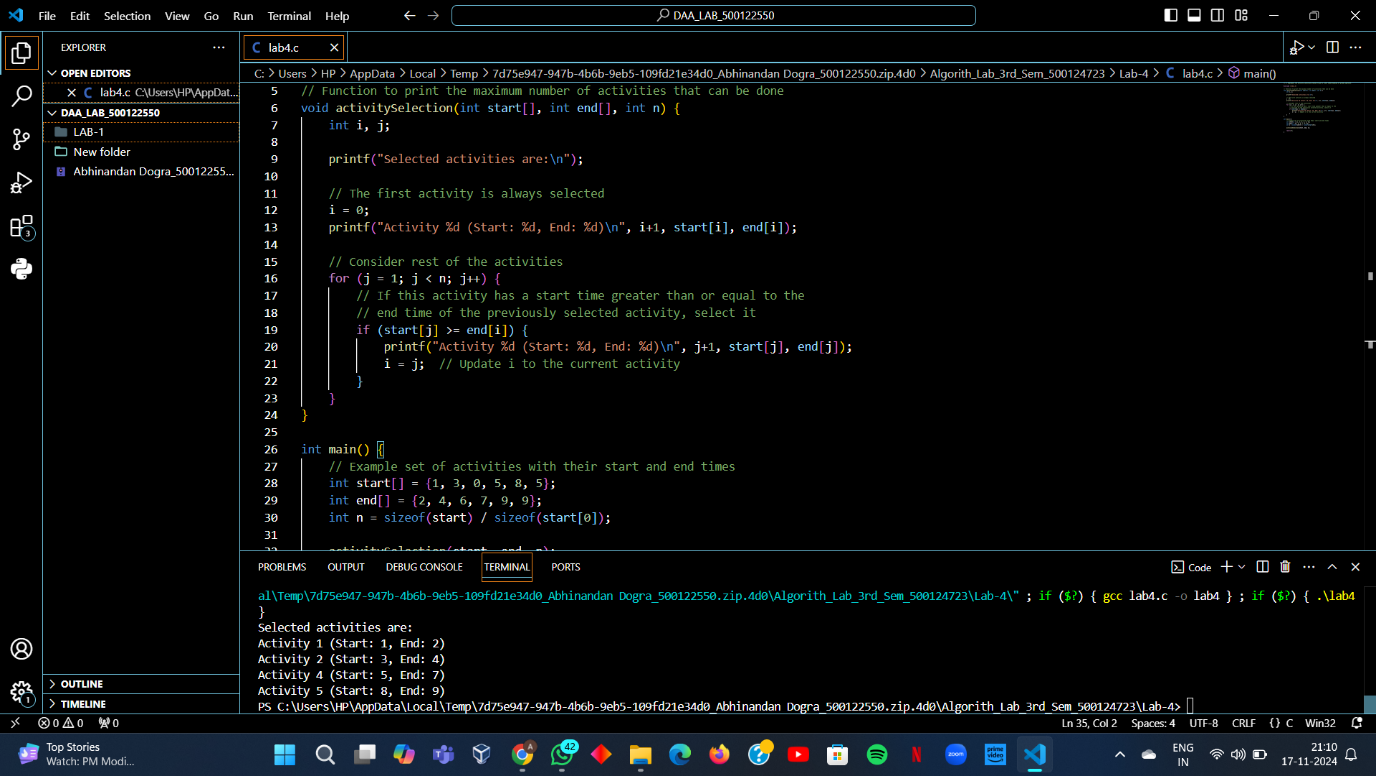 File Edit Selection View Go Run Terminal Help
DAA_LAB_500122550
EXPLORER
OPEN EDITORS
lab4.c C:\Users\HP\AppDat...
DAA_LAB_500122550
LAB-1
New folder
Abhinandan Dogra_50012255...
OUTLINE
TIMELINE
3
1
lab4.c
C: > Users > HP > AppData > Local > Temp > 7d75e947-947b-4b6b-9eb5-109fd21e34d0_Abhinandan Dogra_500122550.zip.4d0 > Algorith_Lab_3rd_Sem_500124723 > Lab-4 > C lab4.c > main()
5 // Function to print the maximum number of activities that can be done
6 void activitySelection(int start[], int end[], int n) {
7 int i, j;
8
9 printf("Selected activities are:\n");
10
11 // The first activity is always selected
12 i = 0;
13 printf("Activity %d (Start: %d, End: %d)\n", i+1, start[i], end[i]);
14
15 // Consider rest of the activities
16 for (j = 1; j < n; j++) {
17 // If this activity has a start time greater than or equal to the
18 // end time of the previously selected activity, select it
19 if (start[j] >= end[i]) {
20 printf("Activity %d (Start: %d, End: %d)\n", j+1, start[j], end[j]);
21 i = j; // Update i to the current activity
22 }
23 }
24 }
25
26 int main() {
27 // Example set of activities with their start and end times
28 int start[] = {1, 3, 0, 5, 8, 5};
29 int end[] = {2, 4, 6, 7, 9, 9};
30 int n = sizeof(start) / sizeof(start[0]);
31
PROBLEMS OUTPUT DEBUG CONSOLE TERMINAL PORTS
Code
al\Temp\7d75e947-947b-4b6b-9eb5-109fd21e34d0_Abhinandan Dogra_500122550.zip.4d0\Algorith_Lab_3rd_Sem_500124723\Lab-4\" ; if ($?) { gcc lab4.c -o lab4 } ; if ($?) { .\lab4
}
Selected activities are:
Activity 1 (Start: 1, End: 2)
Activity 2 (Start: 3, End: 4)
Activity 4 (Start: 5, End: 7)
Activity 5 (Start: 8, End: 9)
PS C:\Users\HP\AppData\Local\Temp\7d75e947-947b-4b6b-9eb5-109fd21e34d0_Abhinandan Dogra_500122550.zip.4d0\Algorith_Lab_3rd_Sem_500124723\Lab-4>
0 0 0
Ln 35, Col 2 Spaces: 4 UTF-8 CRLF {} C Win32
Top Stories
Watch: PM Modi...
42
zoom
prime video
ENG
IN
21:10
17-11-2024